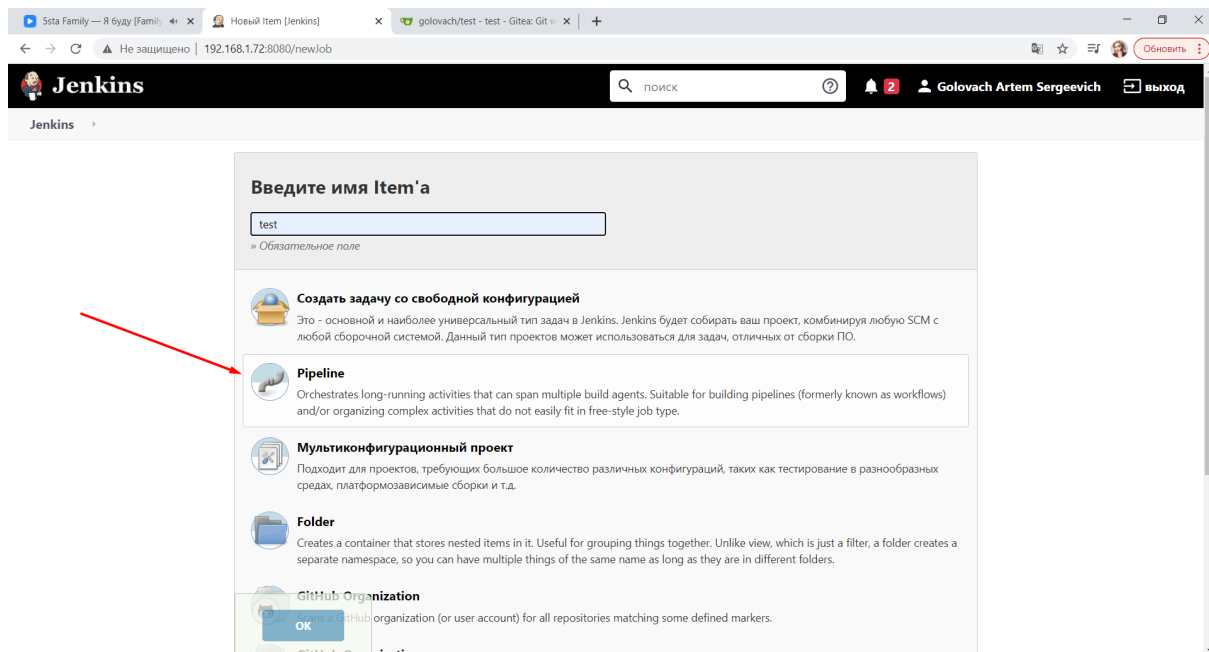 5sta Family — Я буду [Family
Новый Item [Jenkins]
golovach/test - test - Gitea: Git w
Не защищено | 192.168.1.72:8080/newJob
Обновить
Jenkins
поиск
2
Golovach Artem Sergeevich
выход
Jenkins
Введите имя Item'а
test
» Обязательное поле
Создать задачу со свободной конфигурацией
Это - основной и наиболее универсальный тип задач в Jenkins. Jenkins будет собирать ваш проект, комбинируя любую SCM с
любой сборочной системой. Данный тип проектов может использоваться для задач, отличных от сборки ПО.
Pipeline
Orchestrates long-running activities that can span multiple build agents. Suitable for building pipelines (formerly known as workflows)
and/or organizing complex activities that do not easily fit in free-style job type.
Мультиконфигурационный проект
Подходит для проектов, требующих большое количество различных конфигураций, таких как тестирование в разнообразных
средах, платформозависимые сборки и т.д.
Folder
Creates a container that stores nested items in it. Useful for grouping things together. Unlike view, which is just a filter, a folder creates a
separate namespace, so you can have multiple things of the same name as long as they are in different folders.
GitHub Organization
Scans a GitHub organization (or user account) for all repositories matching some defined markers.
OK